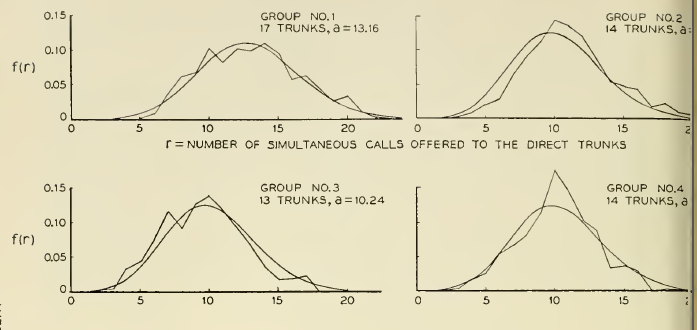 GROUP NO.1
17 TRUNKS, a=13.16
GROUP NO.2
14 TRUNKS, a=
0.15
0.10
0.05
0
f(r)
0 5 10 15 20
0 5 10 15
r = NUMBER OF SIMULTANEOUS CALLS OFFERED TO THE DIRECT TRUNKS
GROUP NO.3
13 TRUNKS, a=10.24
GROUP NO.4
14 TRUNKS, a
0.15
0.10
0.05
0
f(r)
0 5 10 15 20
0 5 10 15